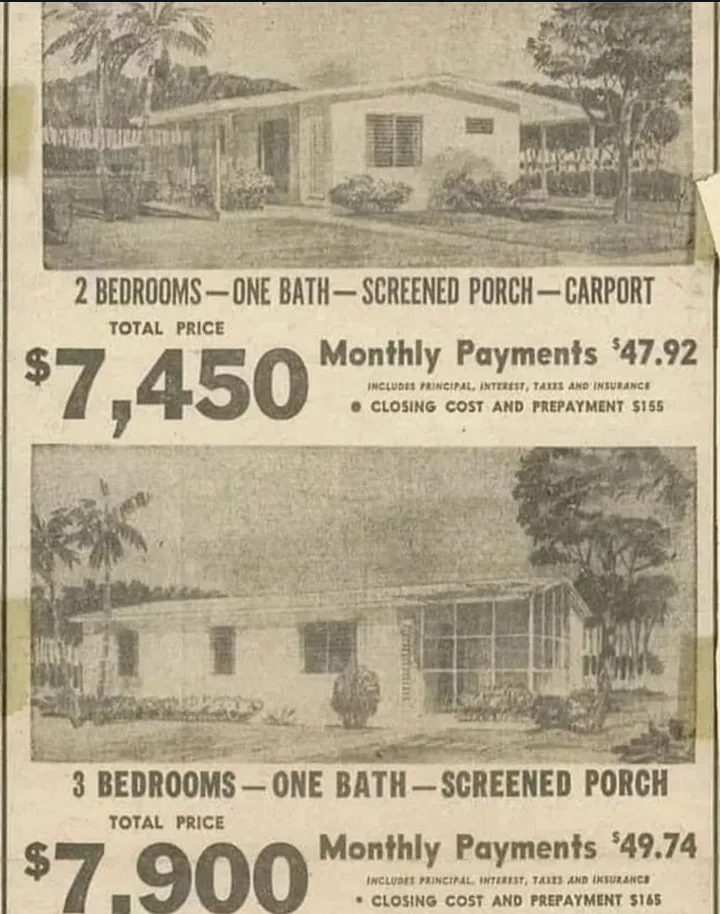 2 BEDROOMS — ONE BATH — SCREENED PORCH — CARPORT
TOTAL PRICE
$7,450
Monthly Payments $47.92
INCLUDES PRINCIPAL, INTEREST, TAXES AND INSURANCE
• CLOSING COST AND PREPAYMENT $155
3 BEDROOMS — ONE BATH — SCREENED PORCH
TOTAL PRICE
$7,900
Monthly Payments $49.74
INCLUDES PRINCIPAL, INTEREST, TAXES AND INSURANCE
• CLOSING COST AND PREPAYMENT $165